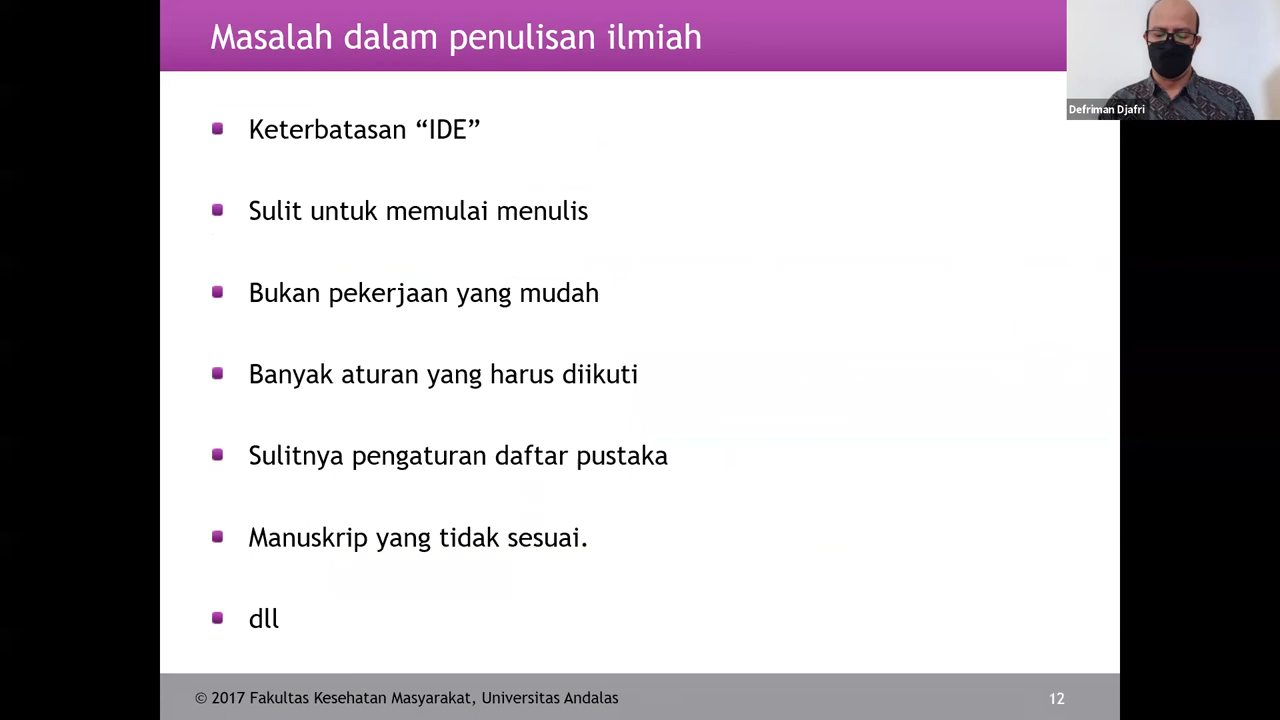 Masalah dalam penulisan ilmiah
Defriman Djafri
Keterbatasan “IDE”
Sulit untuk memulai menulis
Bukan pekerjaan yang mudah
Banyak aturan yang harus diikuti
Sulitnya pengaturan daftar pustaka
Manuskrip yang tidak sesuai.
dll
© 2017 Fakultas Kesehatan Masyarakat, Universitas Andalas
12